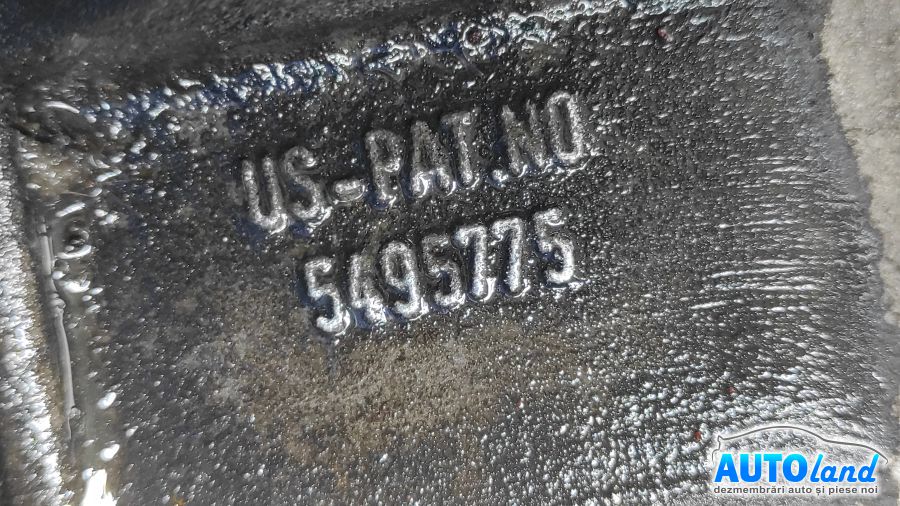 US-PAT.NO
5495775
AUTOland
dezmembrări auto și piese noi